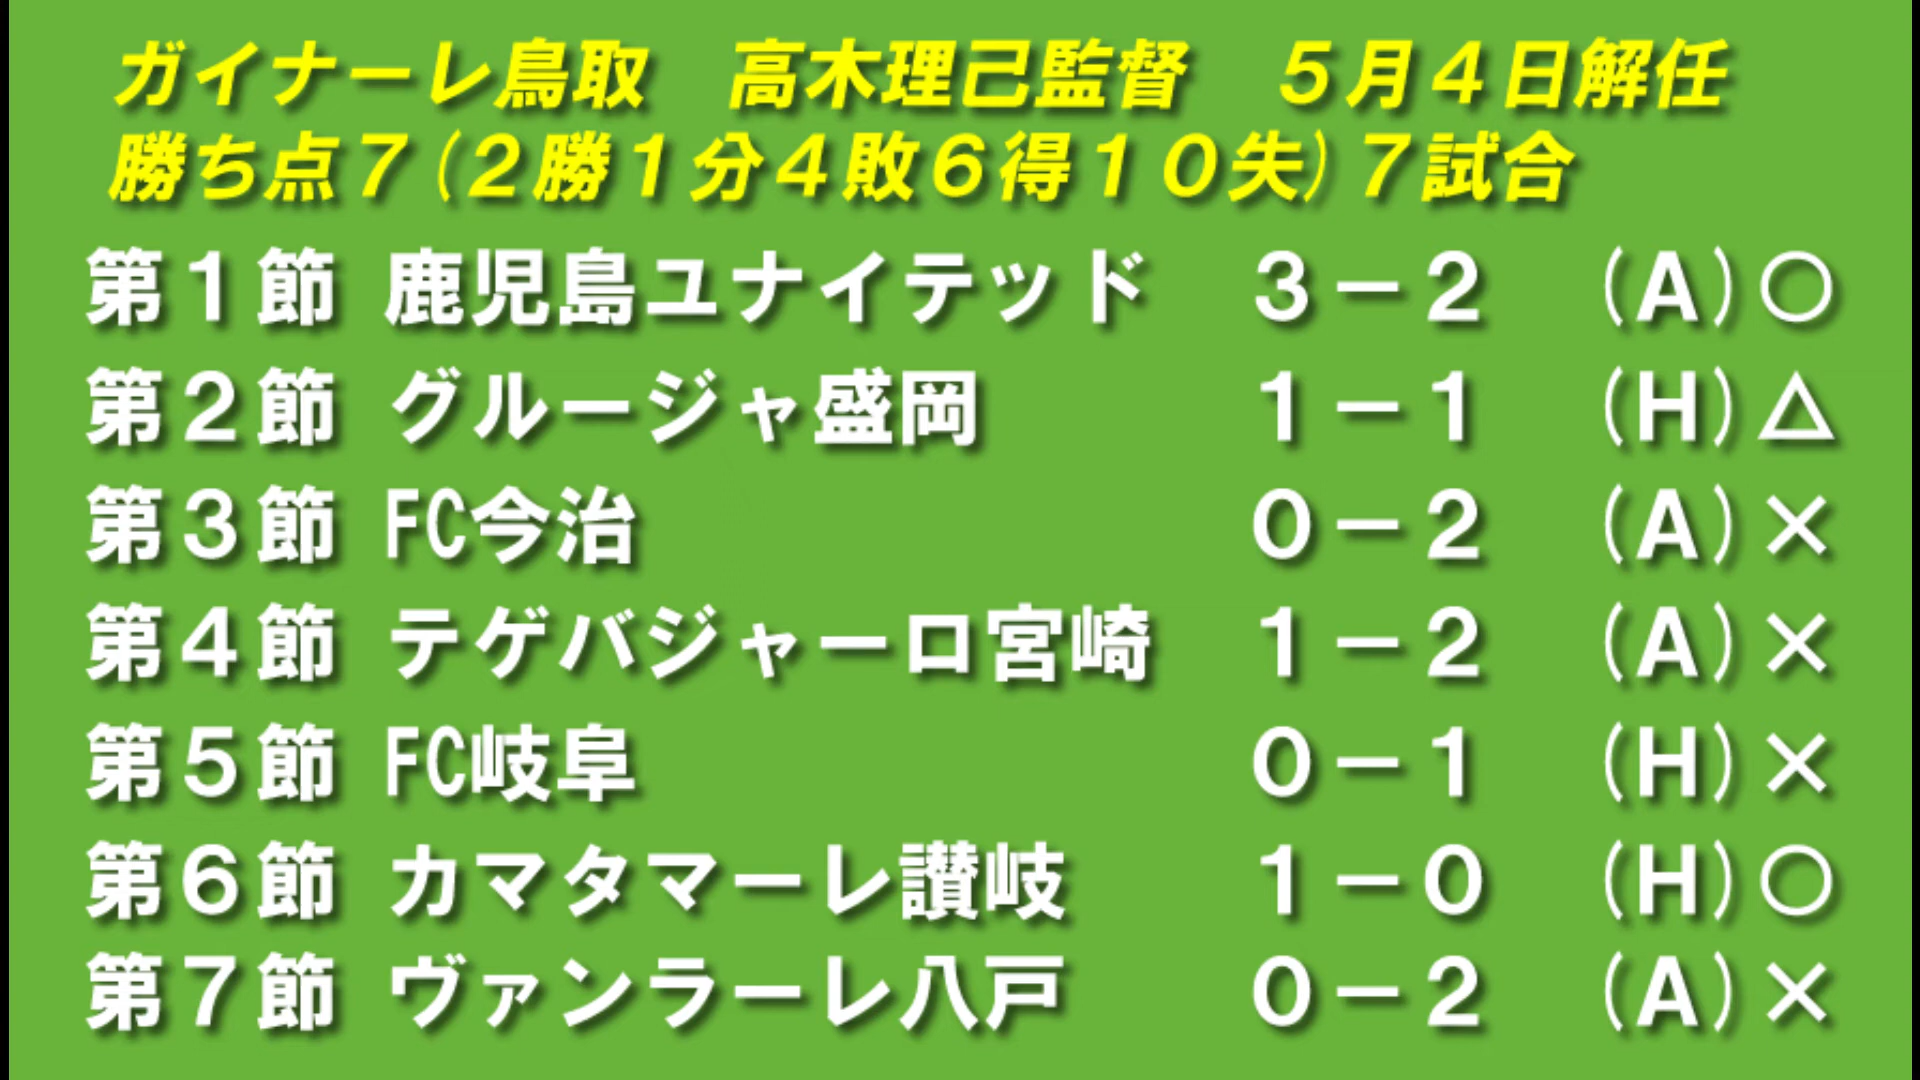 ガイナーレ鳥取　高木理己監督　５月４日解任
勝ち点７(２勝１分４敗６得１０失)７試合
第１節 鹿児島ユナイテッド ３－２ (A)○
第２節 グルージャ盛岡 １－１ (H)△
第３節 FC今治 ０－２ (A)×
第４節 テゲバジャーロ宮崎 １－２ (A)×
第５節 FC岐阜 ０－１ (H)×
第６節 カマタマーレ讃岐 １－０ (H)○
第７節 ヴァンラーレ八戸 ０－２ (A)×